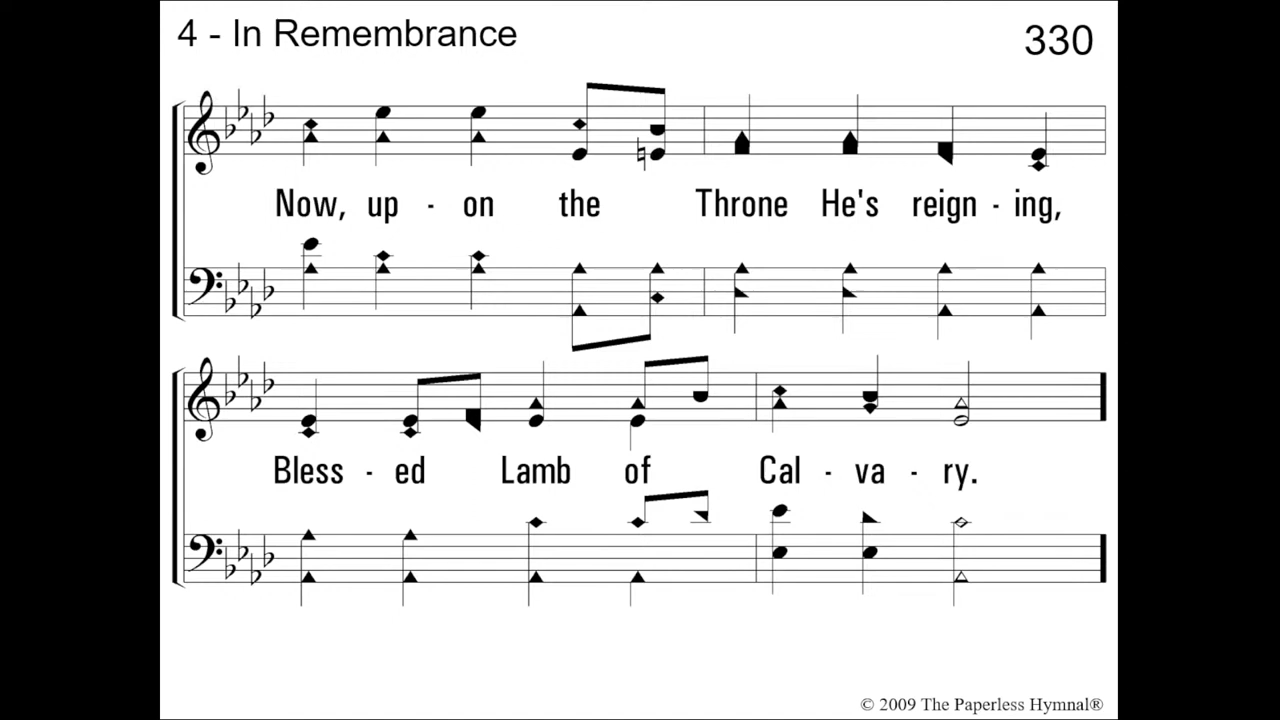 4 - In Remembrance
330
Now, up - on the Throne He's reign - ing,
Bless - ed Lamb of Cal - va - ry.
© 2009 The Paperless Hymnal®